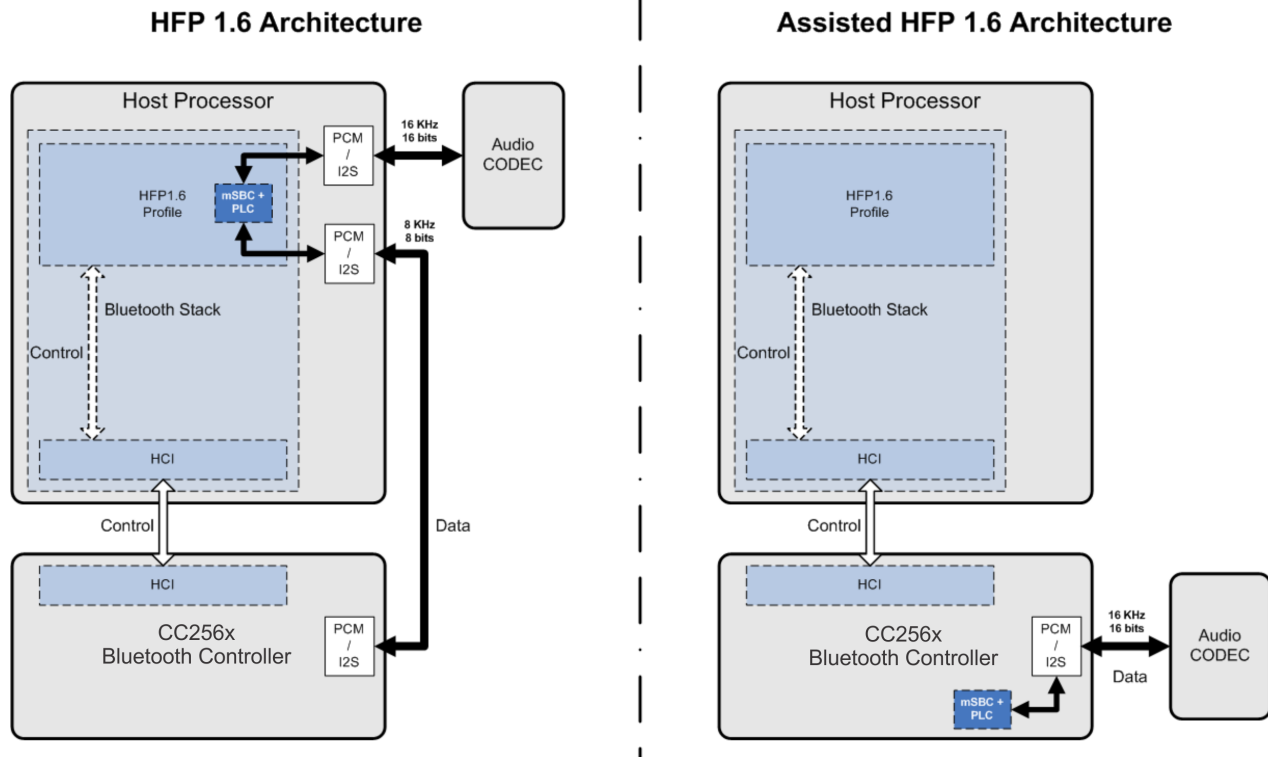 HFP 1.6 Architecture
Host Processor
PCM
/
I2S
16 KHz
16 bits
Audio
CODEC
HFP1.6
Profile
mSBC +
PLC
PCM
/
I2S
8 KHz
8 bits
Bluetooth Stack
Control
HCI
Control
Data
HCI
CC256x
Bluetooth Controller
PCM
/
I2S
Assisted HFP 1.6 Architecture
Host Processor
HFP1.6
Profile
Bluetooth Stack
Control
HCI
Control
HCI
CC256x
Bluetooth Controller
PCM
/
I2S
16 KHz
16 bits
Data
Audio
CODEC
mSBC +
PLC